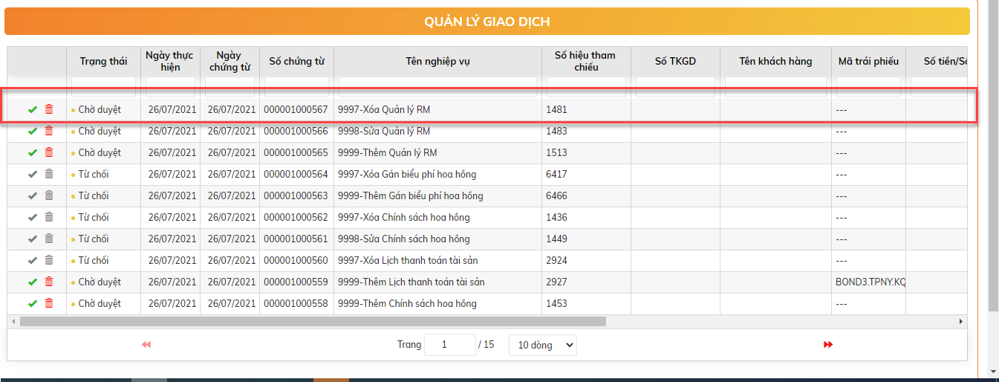 QUẢN LÝ GIAO DỊCH
Trạng thái Ngày thực hiện Ngày chứng từ Số chứng từ Tên nghiệp vụ Số hiệu tham chiếu Số TKGD Tên khách hàng Mã trái phiếu Số tiền/Số
Chờ duyệt 26/07/2021 26/07/2021 000001000567 9997-Xóa Quản lý RM 1481 ---
Chờ duyệt 26/07/2021 26/07/2021 000001000566 9998-Sửa Quản lý RM 1483 ---
Chờ duyệt 26/07/2021 26/07/2021 000001000565 9999-Thêm Quản lý RM 1513 ---
Từ chối 26/07/2021 26/07/2021 000001000564 9997-Xóa Gán biểu phí hoa hồng 6417 ---
Từ chối 26/07/2021 26/07/2021 000001000563 9999-Thêm Gán biểu phí hoa hồng 6466 ---
Từ chối 26/07/2021 26/07/2021 000001000562 9997-Xóa Chính sách hoa hồng 1436 ---
Từ chối 26/07/2021 26/07/2021 000001000561 9998-Sửa Chính sách hoa hồng 1449 ---
Từ chối 26/07/2021 26/07/2021 000001000560 9997-Xóa Lịch thanh toán tài sản 2924 ---
Chờ duyệt 26/07/2021 26/07/2021 000001000559 9999-Thêm Lịch thanh toán tài sản 2927 BOND3.TPNY.KQ
Chờ duyệt 26/07/2021 26/07/2021 000001000558 9999-Thêm Chính sách hoa hồng 1453 ---
Trang 1 / 15 10 dòng